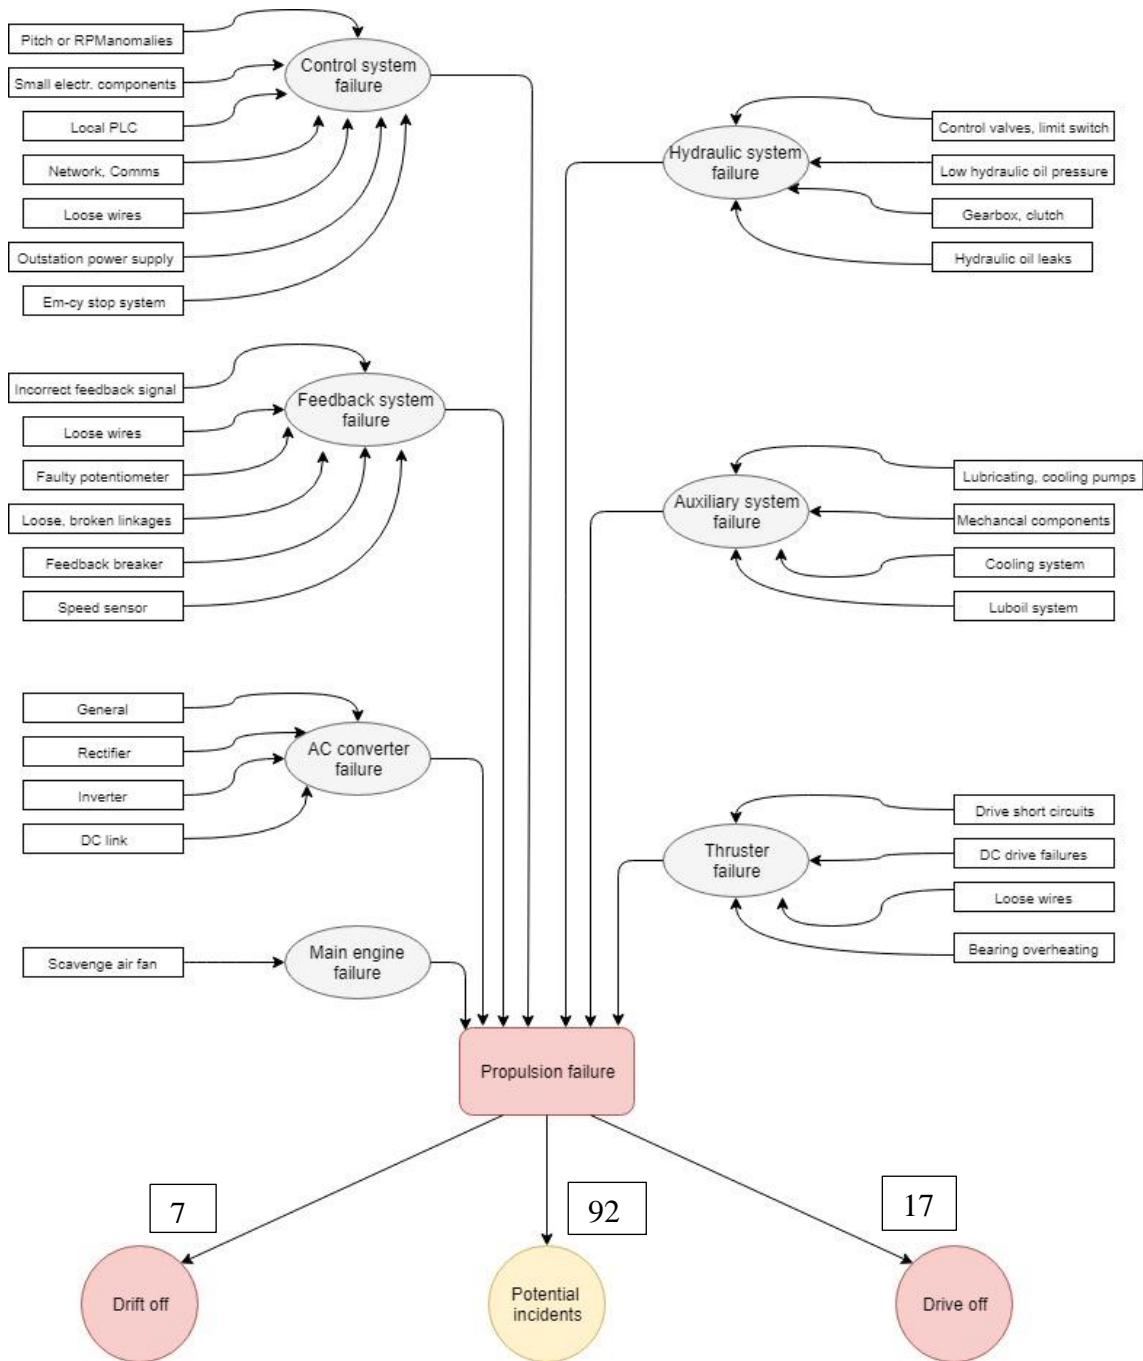 Pitch or RPManomalies
Small electr. components
Local PLC
Network, Comms
Loose wires
Outstation power supply
Em-cy stop system
Control system
failure
Control valves, limit switch
Low hydraulic oil pressure
Gearbox, clutch
Hydraulic oil leaks
Hydraulic system
failure
Incorrect feedback signal
Loose wires
Faulty potentiometer
Loose, broken linkages
Feedback breaker
Speed sensor
Feedback system
failure
Lubricating, cooling pumps
Mechancal components
Cooling system
Luboil system
Auxiliary system
failure
General
Rectifier
Inverter
DC link
AC converter
failure
Drive short circuits
DC drive failures
Loose wires
Bearing overheating
Thruster
failure
Scavenge air fan
Main engine
failure
Propulsion failure
7
92
17
Drift off
Potential
incidents
Drive off